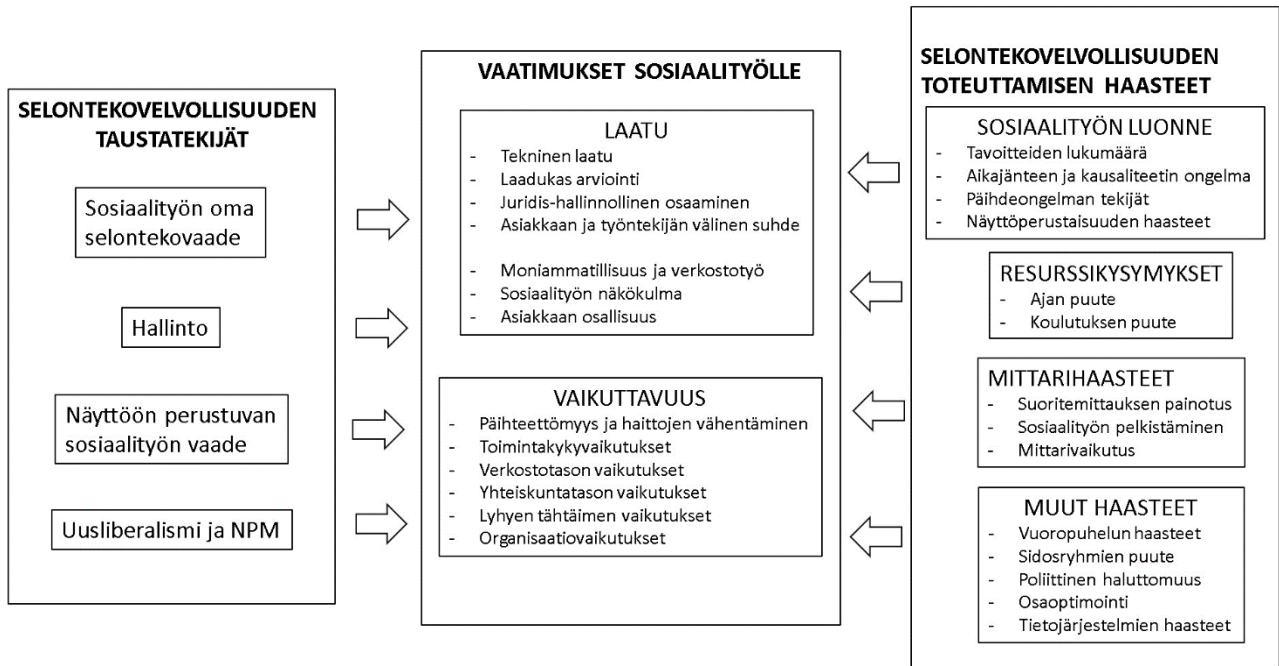 SELONTEKOVELVOLLISUUDEN
TAUSTATEKIJÄT
Sosiaalityön oma
selontekovaade
Hallinto
Näyttöön perustuvan
sosiaalityön vaade
Uusliberalismi ja NPM
VAATIMUKSET SOSIAALITYÖLLE
LAATU
- Tekninen laatu
- Laadukas arviointi
- Juridis-hallinnollinen osaaminen
- Asiakkaan ja työntekijän välinen suhde
- Moniammatillisuus ja verkostotyö
- Sosiaalityön näkökulma
- Asiakkaan osallisuus
VAIKUTTAVUUS
- Päihteettömyys ja haittojen vähentäminen
- Toimintakykyvaikutukset
- Verkostotason vaikutukset
- Yhteiskuntatason vaikutukset
- Lyhyen tähtäimen vaikutukset
- Organisaatiovaikutukset
SELONTEKOVELVOLLISUUDEN
TOTEUTTAMISEN HAASTEET
SOSIAALITYÖN LUONNE
- Tavoitteiden lukumäärä
- Aikajänteen ja kausaliteetin ongelma
- Päihdeongelman tekijät
- Näyttöperustaisuuden haasteet
RESURSSIKYSYMYKSET
- Ajan puute
- Koulutuksen puute
MITTARIHAASTEET
- Suoritemittauksen painotus
- Sosiaalityön pelkistäminen
- Mittarivaikutus
MUUT HAASTEET
- Vuoropuhelun haasteet
- Sidosryhmien puute
- Poliittinen haluttomuus
- Osaoptimointi
- Tietojärjestelmien haasteet